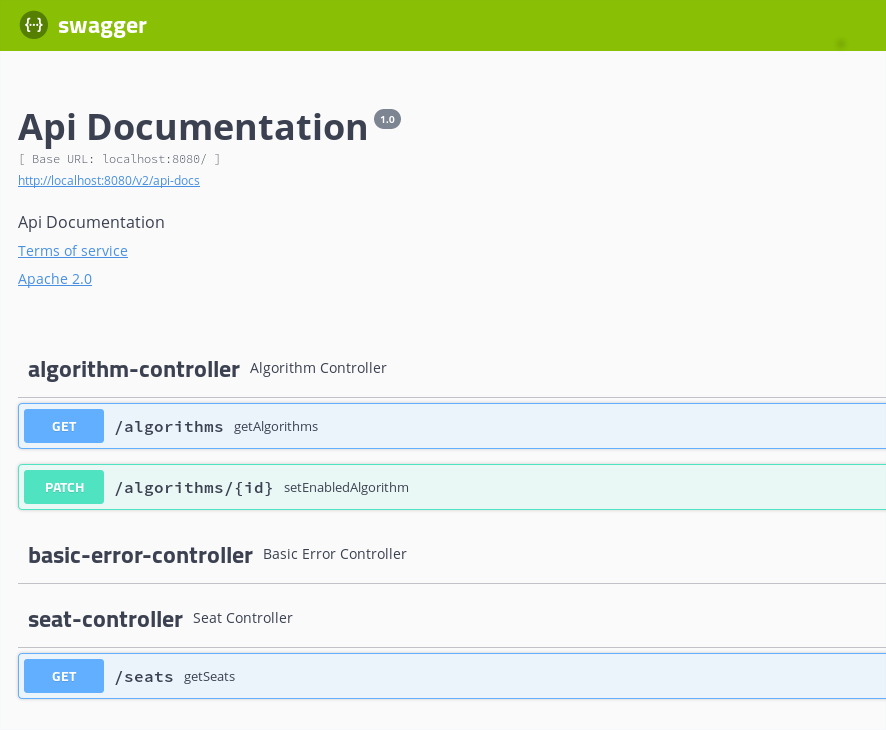 {···} swagger
Api Documentation 1.0
[ Base URL: localhost:8080/ ]
http://localhost:8080/v2/api-docs
Api Documentation
Terms of service
Apache 2.0
algorithm-controller Algorithm Controller
GET /algorithms getAlgorithms
PATCH /algorithms/{id} setEnabledAlgorithm
basic-error-controller Basic Error Controller
seat-controller Seat Controller
GET /seats getSeats